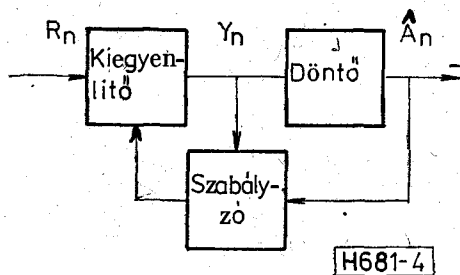 Rn
Yn
Ân
Kiegyen-
lítő
Döntő
Szabály-
zó
H681-4